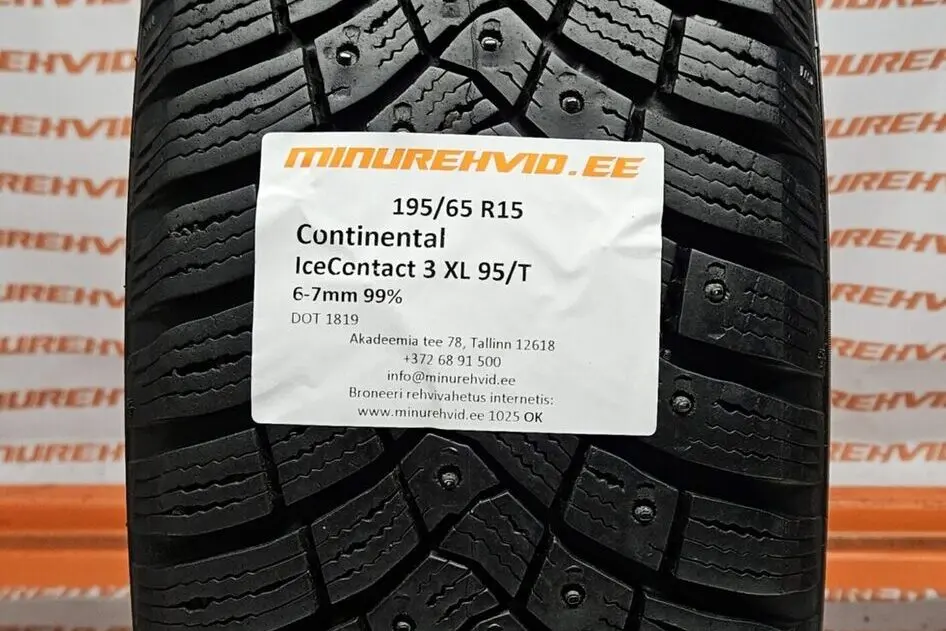 MINUREHVID.EE
195/65 R15
Continental
IceContact 3 XL 95/T
6-7mm 99%
DOT 1819
Akadeemia tee 78, Tallinn 12618
+372 68 91 500
info@minurehvid.ee
Broneeri rehvivahetus internetis:
www.minurehvid.ee 1025 OK